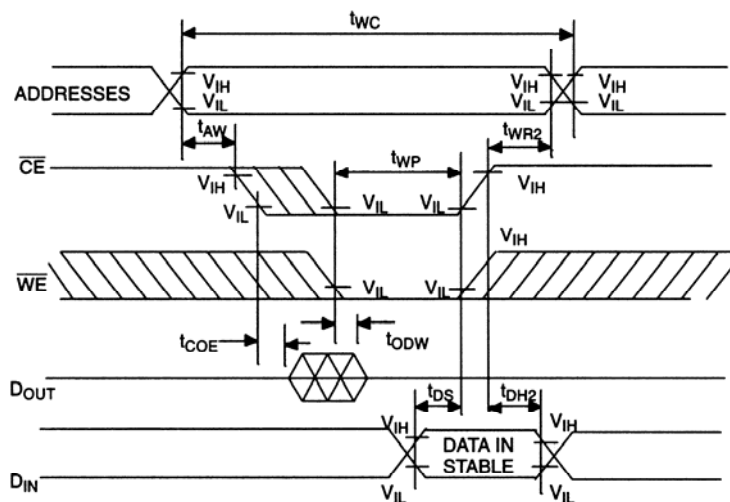 tWC
ADDRESSES VIH VIL VIH VIL VIH VIL
tAW tWR2
CE VIH VIL tWP VIL VIL VIH
WE VIL VIL VIH
tCOE tODW
DOUT tDS tDH2
DIN VIH VIL DATA IN STABLE VIH VIL